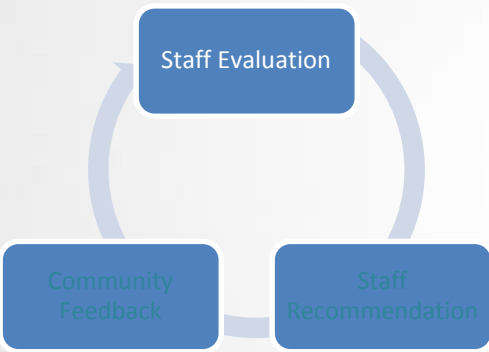 Staff Evaluation
Community
Feedback
Staff
Recommendation